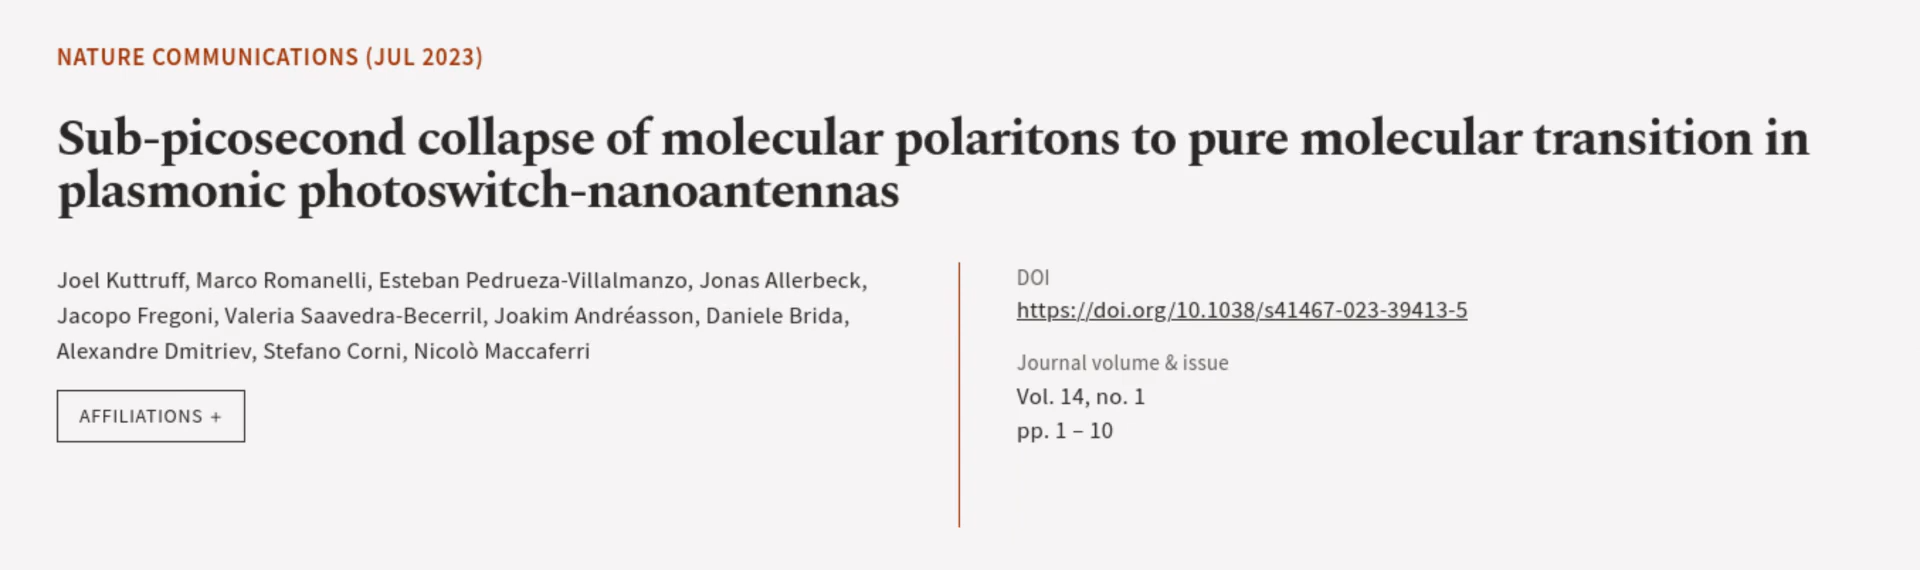 NATURE COMMUNICATIONS (JUL 2023)
Sub-picosecond collapse of molecular polaritons to pure molecular transition in
plasmonic photoswitch-nanoantennas
Joel Kuttruff, Marco Romanelli, Esteban Pedrueza-Villalmanzo, Jonas Allerbeck,
Jacopo Fregoni, Valeria Saavedra-Becerril, Joakim Andréasson, Daniele Brida,
Alexandre Dmitriev, Stefano Corni, Nicolò Maccaferri
AFFILIATIONS +
DOI
https://doi.org/10.1038/s41467-023-39413-5
Journal volume & issue
Vol. 14, no. 1
pp. 1 – 10